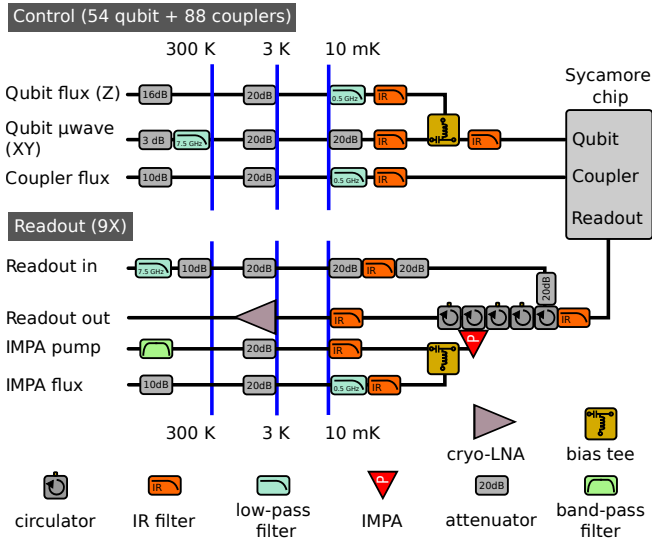 Control (54 qubit + 88 couplers)
300 K 3 K 10 mK
Qubit flux (Z) 16dB 20dB 0.5 GHz IR
Sycamore
chip
Qubit μwave
(XY)
3 dB 7.5 GHz 20dB 20dB IR IR Qubit
Coupler flux 10dB 20dB 0.5 GHz IR Coupler
Readout
Readout (9X)
Readout in 7.5 GHz 10dB 20dB 20dB IR 20dB
20dB
Readout out IR IR
IMPA pump 20dB IR P
IMPA flux 10dB 20dB 0.5 GHz IR
300 K 3 K 10 mK
cryo-LNA bias tee
IR P 20dB
circulator IR filter low-pass
filter IMPA attenuator band-pass
filter